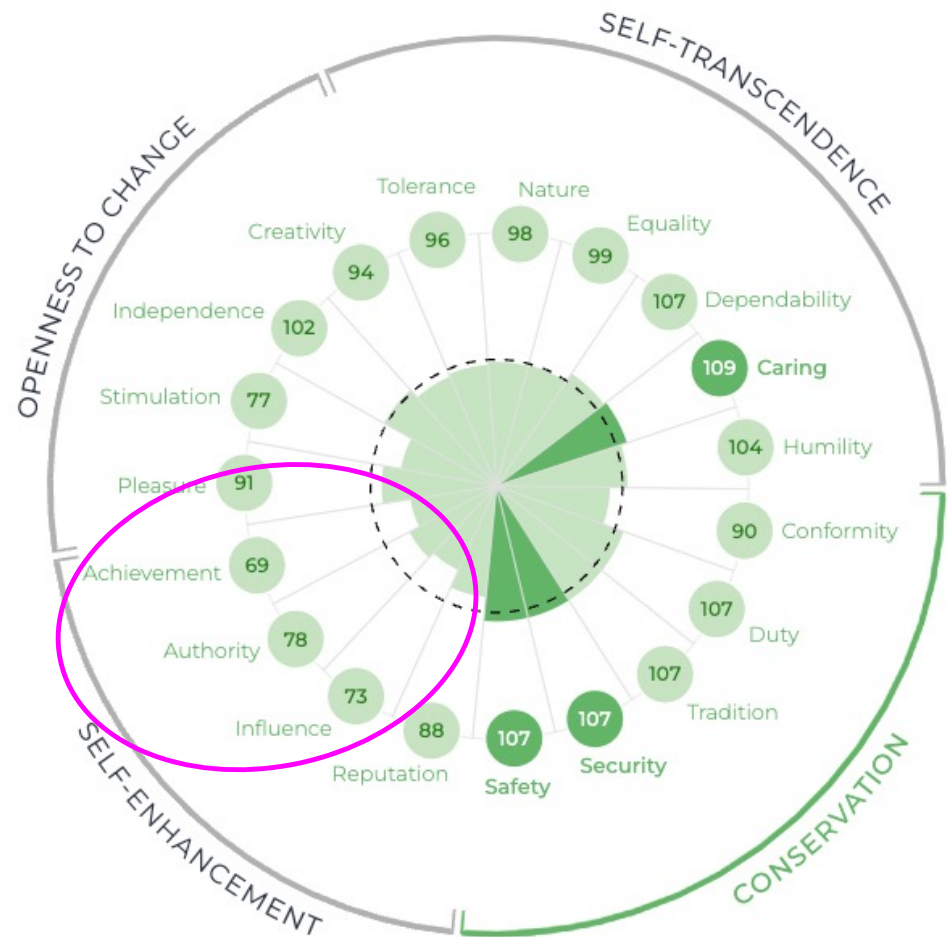 SELF-TRANSCENDENCE
OPENNESS TO CHANGE
Tolerance
96
Nature
98
Equality
99
Creativity
94
Dependability
107
Independence
102
Caring
109
Stimulation
77
Humility
104
Pleasure
91
Conformity
90
Achievement
69
Duty
107
Authority
78
Tradition
107
Influence
73
Reputation
88
Safety
107
Security
107
SELF-ENHANCEMENT
CONSERVATION